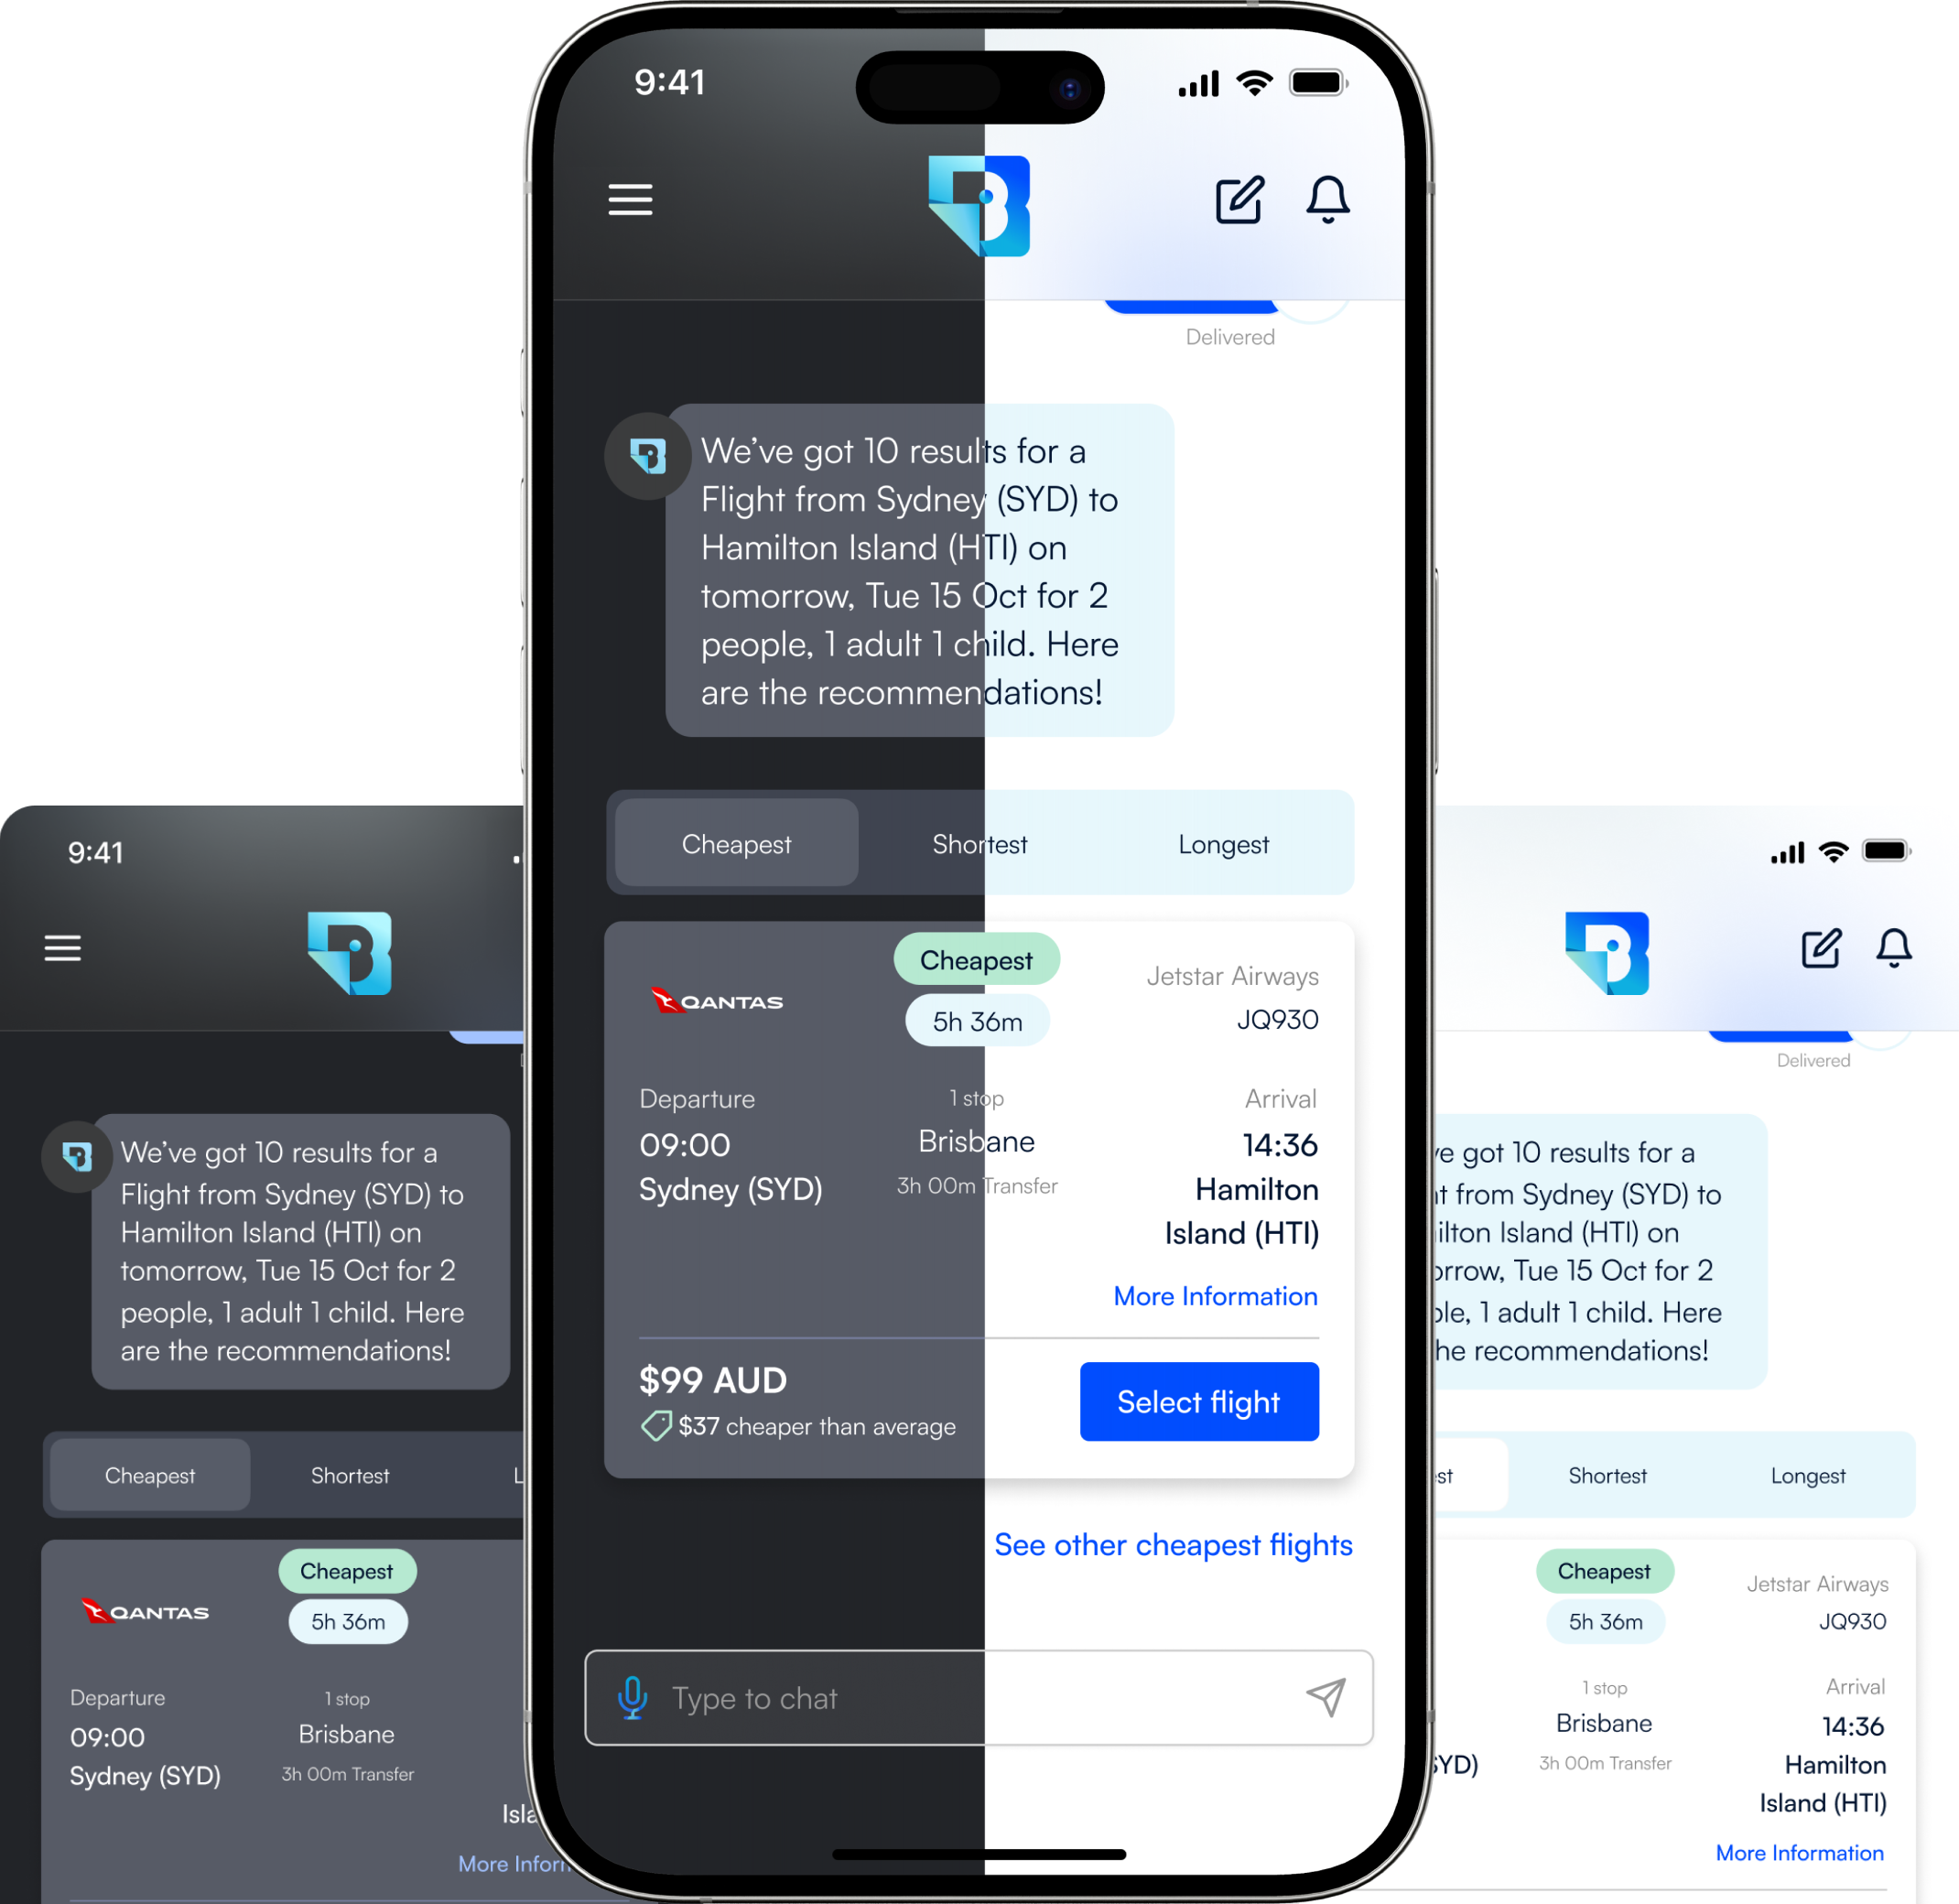 9:41
Delivered
We've got 10 results for a
Flight from Sydney (SYD) to
Hamilton Island (HTI) on
tomorrow, Tue 15 Oct for 2
people, 1 adult 1 child. Here
are the recommendations!
Cheapest Shortest Longest
QANTAS
Cheapest
5h 36m
Jetstar Airways
JQ930
Departure
09:00
Sydney (SYD)
1 stop
Brisbane
3h 00m Transfer
Arrival
14:36
Hamilton
Island (HTI)
More Information
$99 AUD
$37 cheaper than average
Select flight
See other cheapest flights
Type to chat
9:41
We've got 10 results for a
Flight from Sydney (SYD) to
Hamilton Island (HTI) on
tomorrow, Tue 15 Oct for 2
people, 1 adult 1 child. Here
are the recommendations!
Cheapest Shortest
QANTAS
Cheapest
5h 36m
Departure
09:00
Sydney (SYD)
1 stop
Brisbane
3h 00m Transfer
More
Delivered
got 10 results for a
from Sydney (SYD) to
Island (HTI) on
Tue 15 Oct for 2
1 adult 1 child. Here
recommendations!
Shortest Longest
Cheapest
5h 36m
Jetstar Airways
JQ930
1 stop
Brisbane
3h 00m Transfer
Arrival
14:36
Hamilton
Island (HTI)
More Information